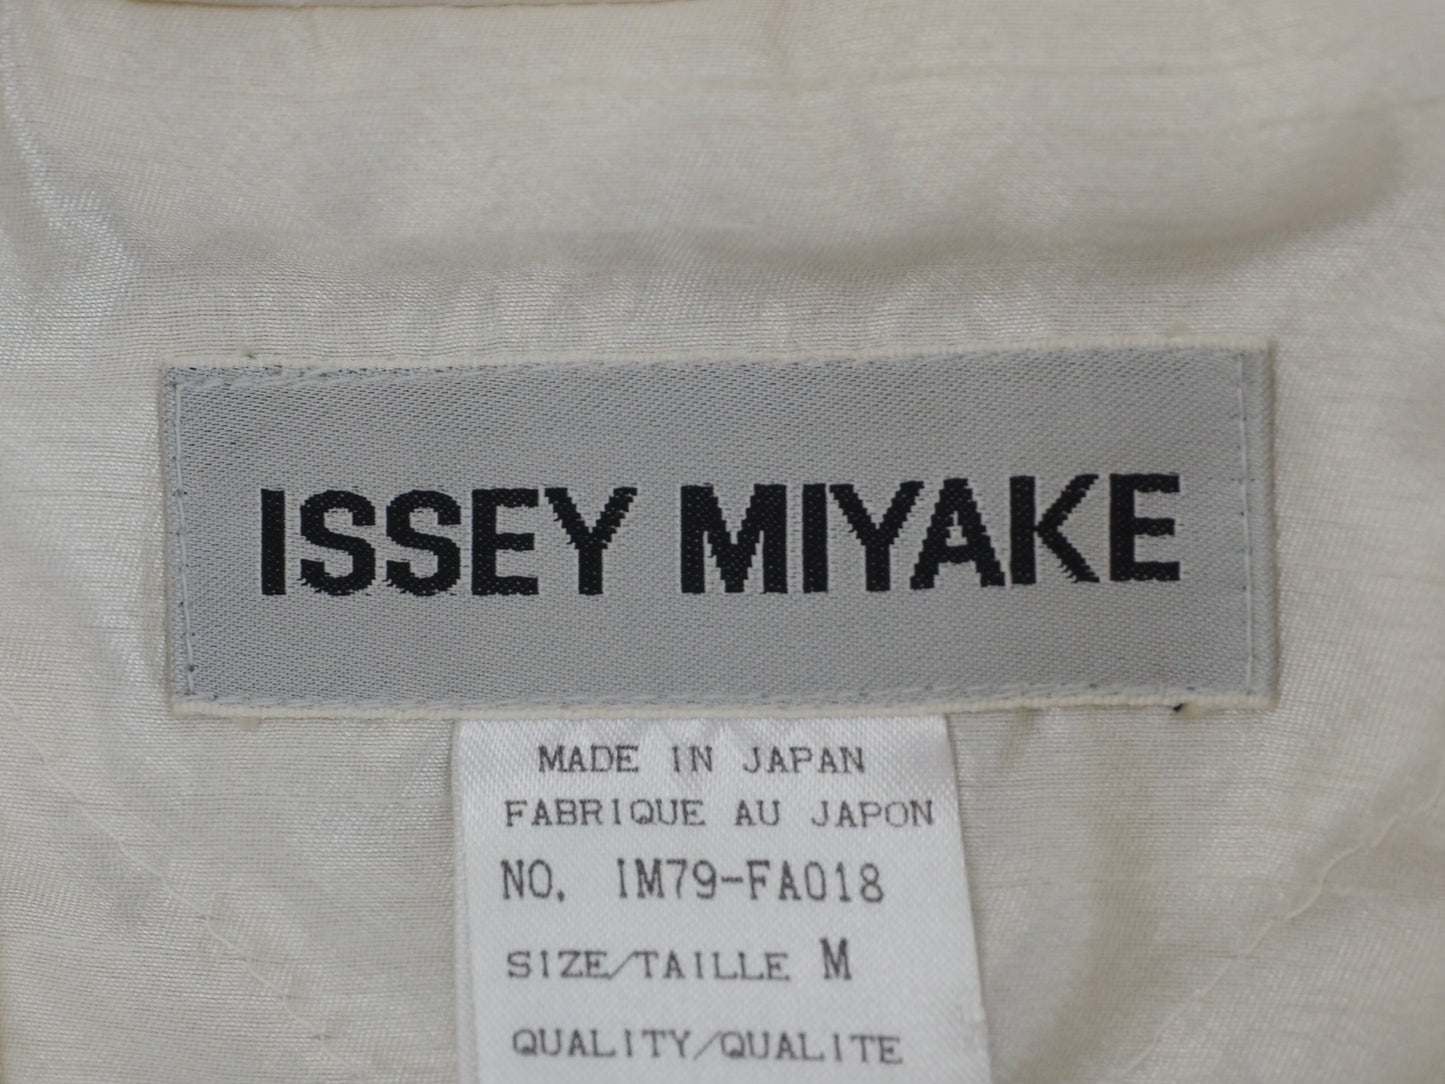 ISSEY MIYAKE
MADE IN JAPAN
FABRIQUE AU JAPON
NO. IM79-FA018
SIZE/TAILLE M
QUALITY/QUALITE